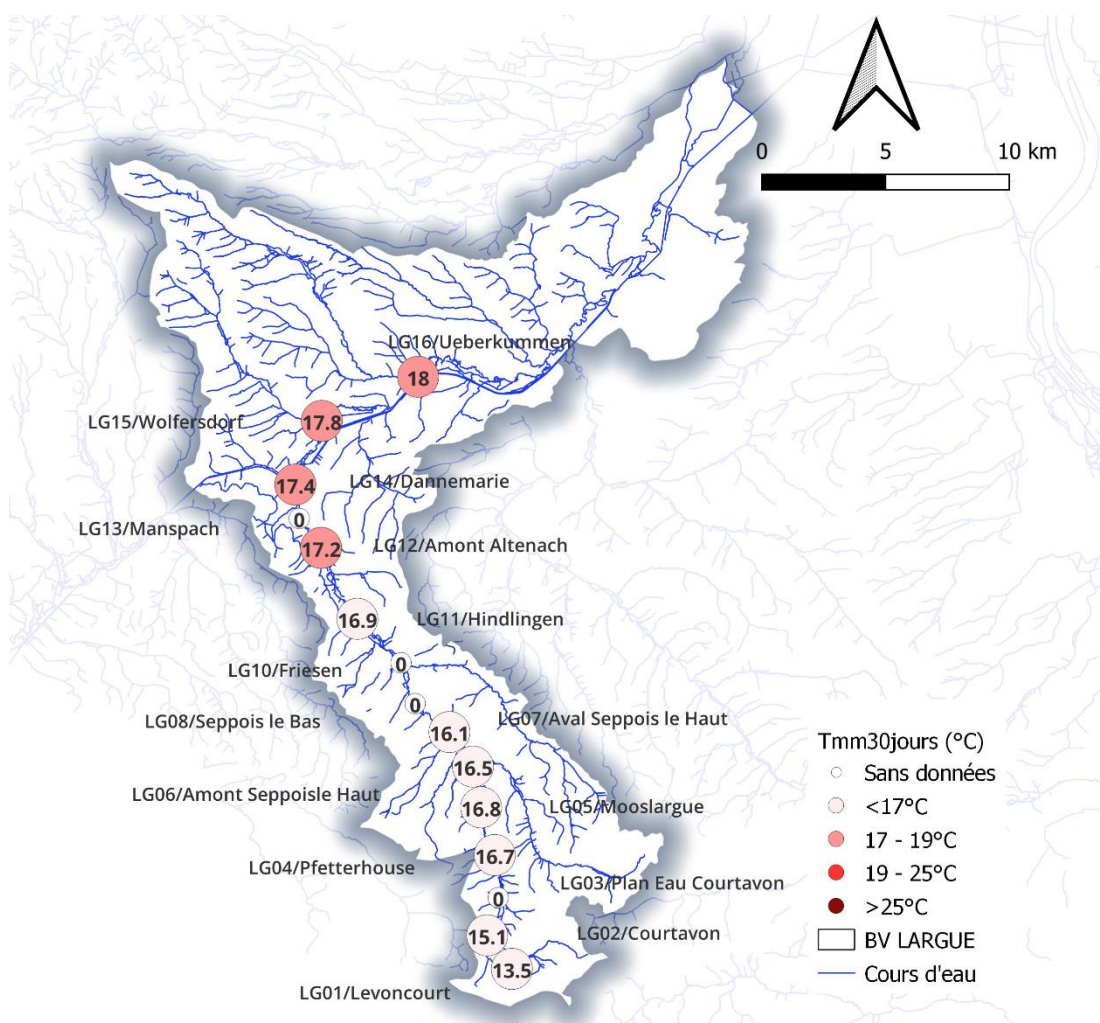 0 5 10 km
LG16/Ueberkummen
18
17.8
LG15/Wolfersdorf
17.4
LG14/Dannemarie
0
LG13/Manspach
17.2
LG12/Amont Altenach
16.9
LG11/Hindlingen
0
LG10/Friesen
0
LG08/Seppois le Bas
LG07/Aval Seppois le Haut
16.1
16.5
LG06/Amont Seppoisle Haut
16.8
LG05/Mooslargue
16.7
LG04/Pfetterhouse
LG03/Plan Eau Courtavon
0
15.1
LG02/Courtavon
13.5
LG01/Levoncourt
Tmm30jours (°C)
Sans données
<17°C
17 - 19°C
19 - 25°C
>25°C
BV LARGUE
Cours d'eau